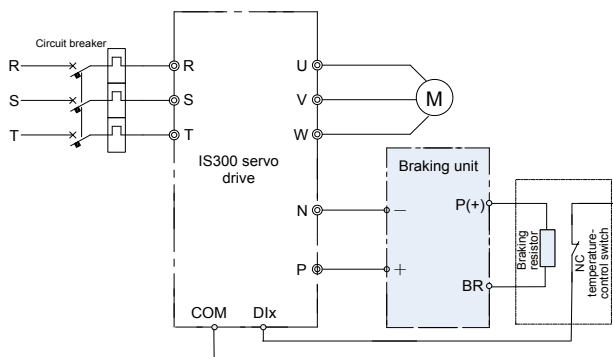 Circuit breaker
R
S
T
R
S
T
IS300 servo
drive
U
V
W
N
P
COM
DIx
M
Braking unit
−
+
P(+)
BR
Braking
resistor
NC
temperature-
control switch